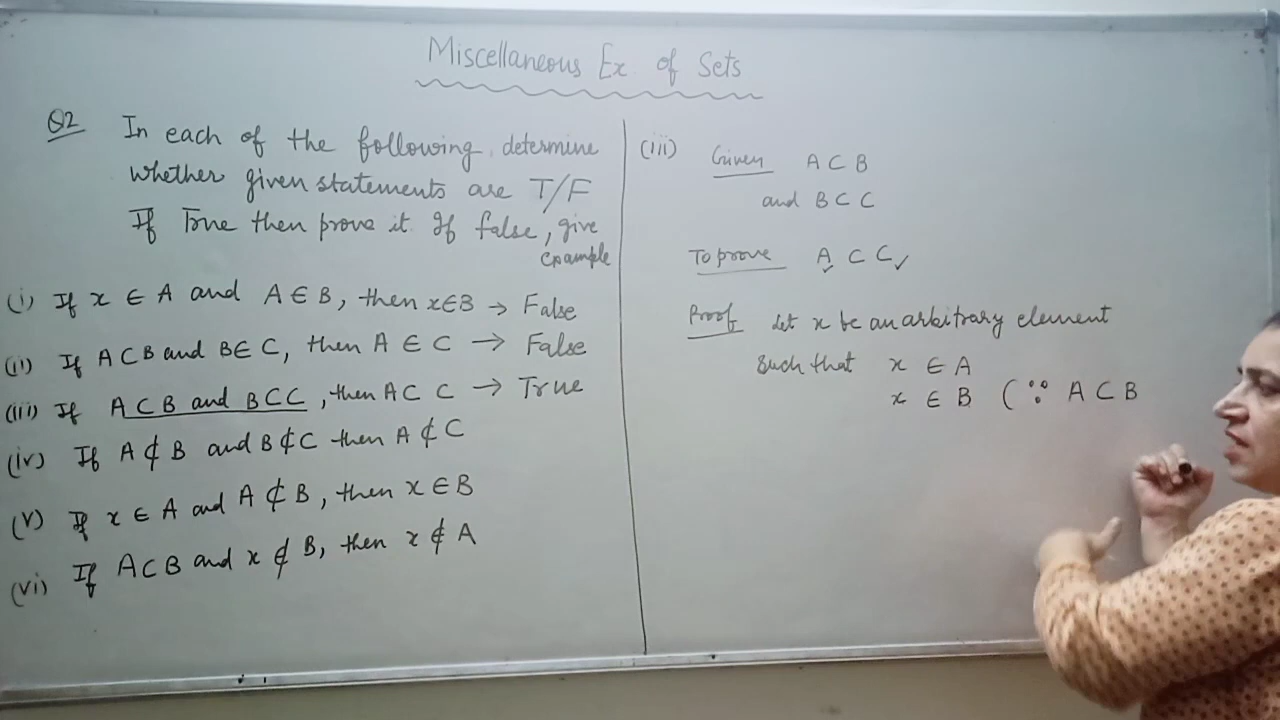 Miscellaneous Ex. of Sets
Q2 In each of the following, determine
whether given statements are T/F
If True then prove it. If false, give
example
(i) If x ∈ A and A ∈ B, then x ∈ B → False
(ii) If A ⊂ B and B ∈ C, then A ∈ C → False
(iii) If A ⊂ B and B ⊂ C, then A ⊂ C → True
(iv) If A ⊄ B and B ⊄ C then A ⊄ C
(v) If x ∈ A and A ⊄ B, then x ∈ B
(vi) If A ⊂ B and x ∉ B, then x ∉ A
(iii) Given A ⊂ B
and B ⊂ C
To prove A ⊂ C ✓
Proof Let x be an arbitrary element
Such that x ∈ A
x ∈ B (∵ A ⊂ B